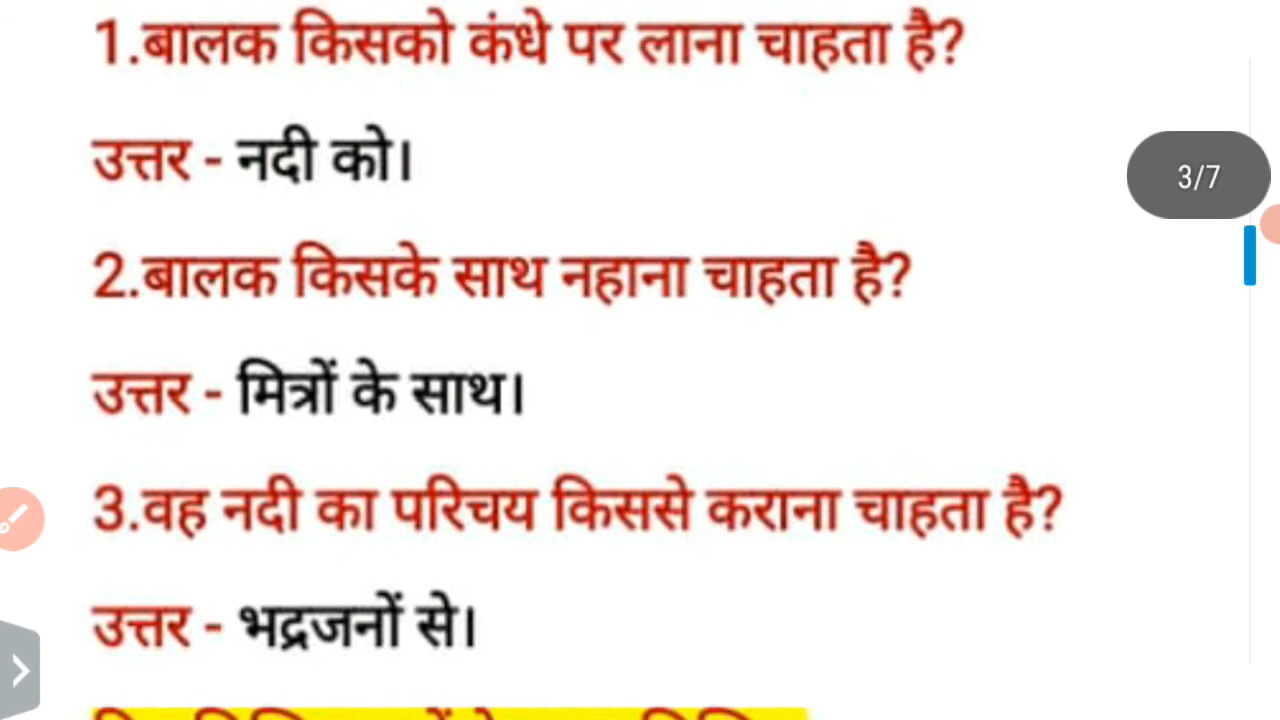 1.बालक किसको कंधे पर लाना चाहता है?
उत्तर - नदी को।
3/7
2.बालक किसके साथ नहाना चाहता है?
उत्तर - मित्रों के साथ।
3.वह नदी का परिचय किससे कराना चाहता है?
उत्तर - भद्रजनों से।